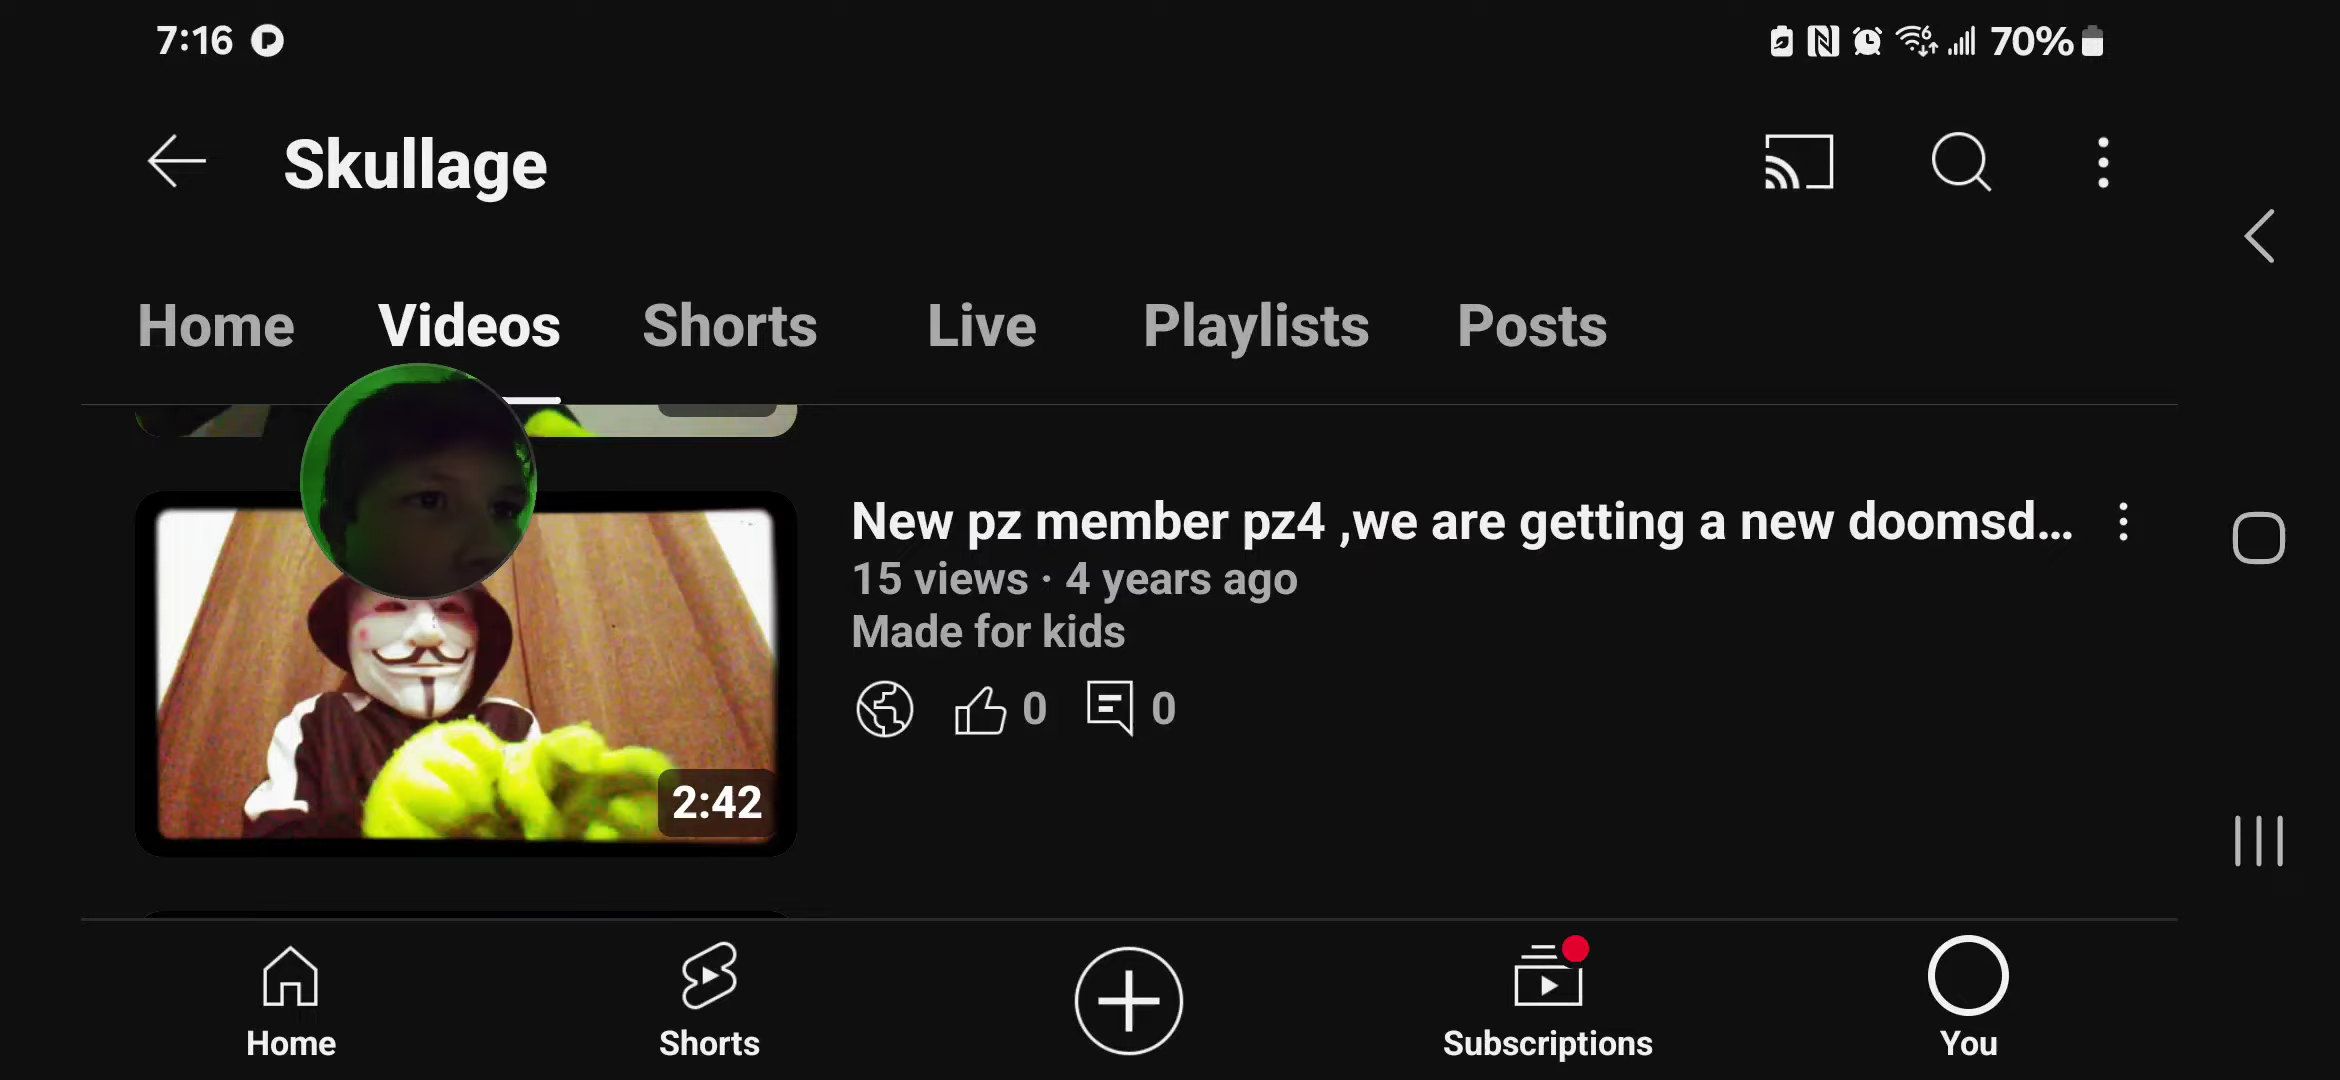 7:16 P 6 70%
Skullage
Home Videos Shorts Live Playlists Posts
New pz member pz4 ,we are getting a new doomsd...
15 views · 4 years ago
Made for kids
0 0
2:42
Home Shorts Subscriptions You